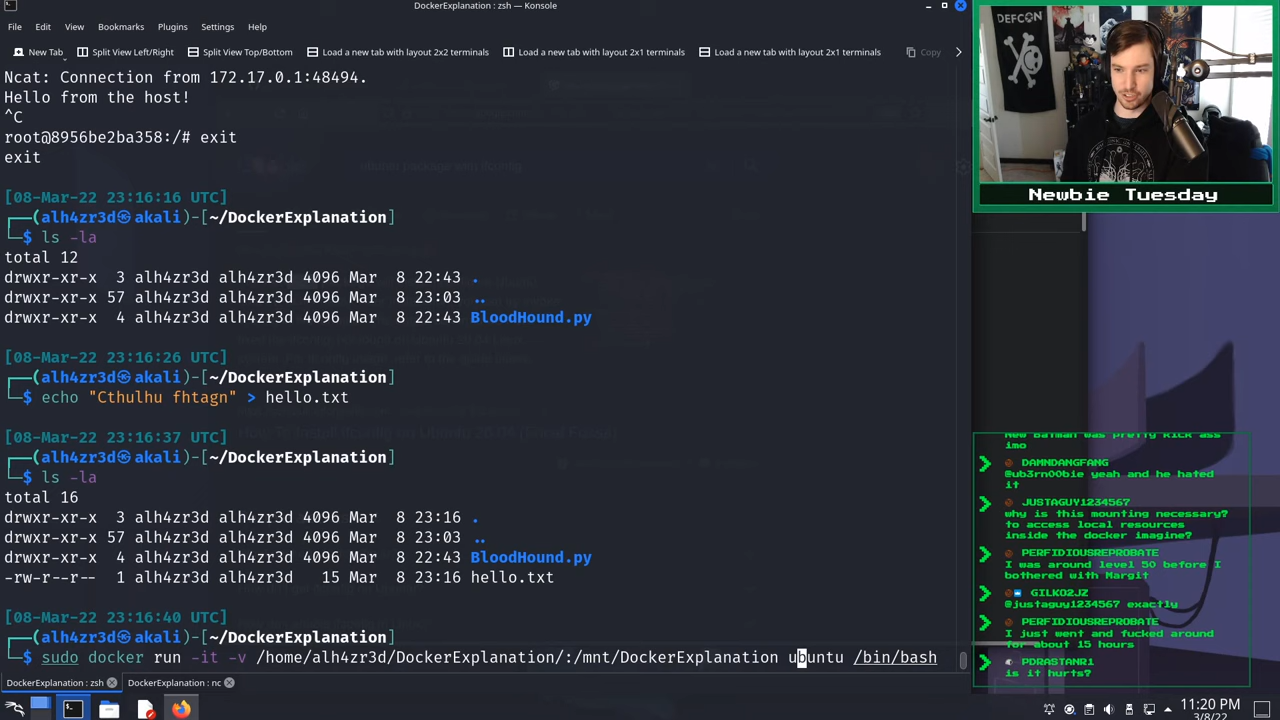 DockerExplanation : zsh — Konsole
File Edit View Bookmarks Plugins Settings Help
New Tab Split View Left/Right Split View Top/Bottom Load a new tab with layout 2x2 terminals Load a new tab with layout 2x1 terminals Load a new tab with layout 2x1 terminals Copy
Ncat: Connection from 172.17.0.1:48494.
Hello from the host!
^C
root@8956be2ba358:/# exit
exit
[08-Mar-22 23:16:16 UTC]
┌──(alh4zr3d㉿akali)-[~/DockerExplanation]
└─$ ls -la
total 12
drwxr-xr-x 3 alh4zr3d alh4zr3d 4096 Mar 8 22:43 .
drwxr-xr-x 57 alh4zr3d alh4zr3d 4096 Mar 8 23:03 ..
drwxr-xr-x 4 alh4zr3d alh4zr3d 4096 Mar 8 22:43 BloodHound.py
[08-Mar-22 23:16:26 UTC]
┌──(alh4zr3d㉿akali)-[~/DockerExplanation]
└─$ echo "Cthulhu fhtagn" > hello.txt
[08-Mar-22 23:16:37 UTC]
┌──(alh4zr3d㉿akali)-[~/DockerExplanation]
└─$ ls -la
total 16
drwxr-xr-x 3 alh4zr3d alh4zr3d 4096 Mar 8 23:16 .
drwxr-xr-x 57 alh4zr3d alh4zr3d 4096 Mar 8 23:03 ..
drwxr-xr-x 4 alh4zr3d alh4zr3d 4096 Mar 8 22:43 BloodHound.py
-rw-r--r-- 1 alh4zr3d alh4zr3d 15 Mar 8 23:16 hello.txt
[08-Mar-22 23:16:40 UTC]
┌──(alh4zr3d㉿akali)-[~/DockerExplanation]
└─$ sudo docker run -it -v /home/alh4zr3d/DockerExplanation/:/mnt/DockerExplanation ubuntu /bin/bash
DockerExplanation : zsh DockerExplanation : nc
DEFCON
Newbie Tuesday
New Batman was pretty kick ass
imo
DAMNDANGFANG
@ub3rn00bie yeah and he hated
it
JUSTAGUY1234567
why is this mounting necessary?
to access local resources
inside the docker imagine?
PERFIDIOUSREPROBATE
I was around level 50 before I
bothered with Margit
GILKO2JZ
@justaguy1234567 exactly
PERFIDIOUSREPROBATE
I just went and fucked around
for about 15 hours
PDRASTANR1
is it hurts?
11:20 PM
3/8/22